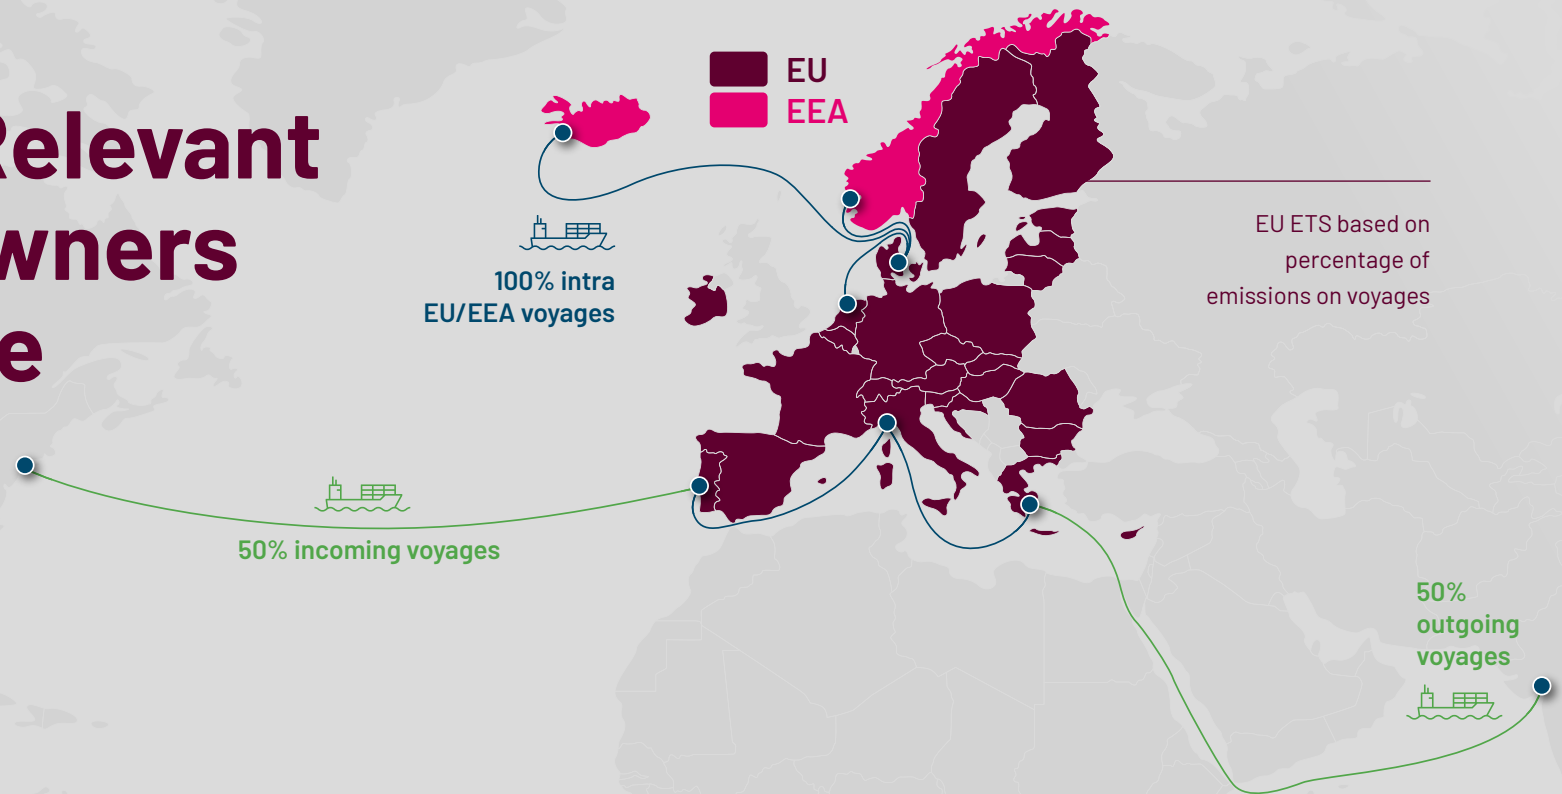 Relevant
wners
e
EU
EEA
100% intra
EU/EEA voyages
EU ETS based on
percentage of
emissions on voyages
50% incoming voyages
50%
outgoing
voyages